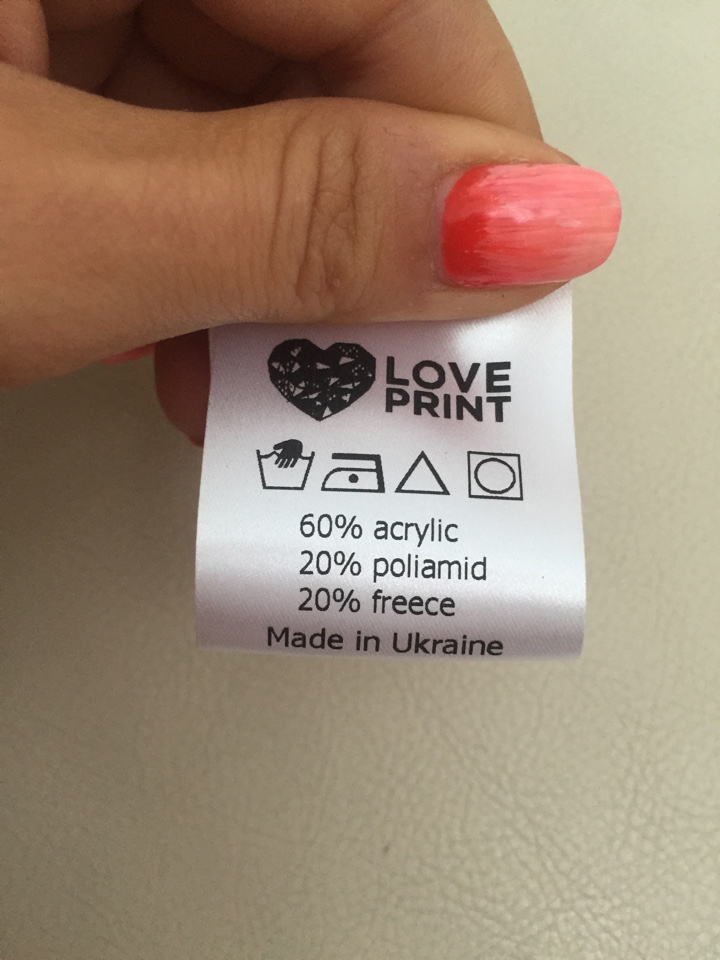 LOVE
PRINT
60% acrylic
20% poliamid
20% freece
Made in Ukraine